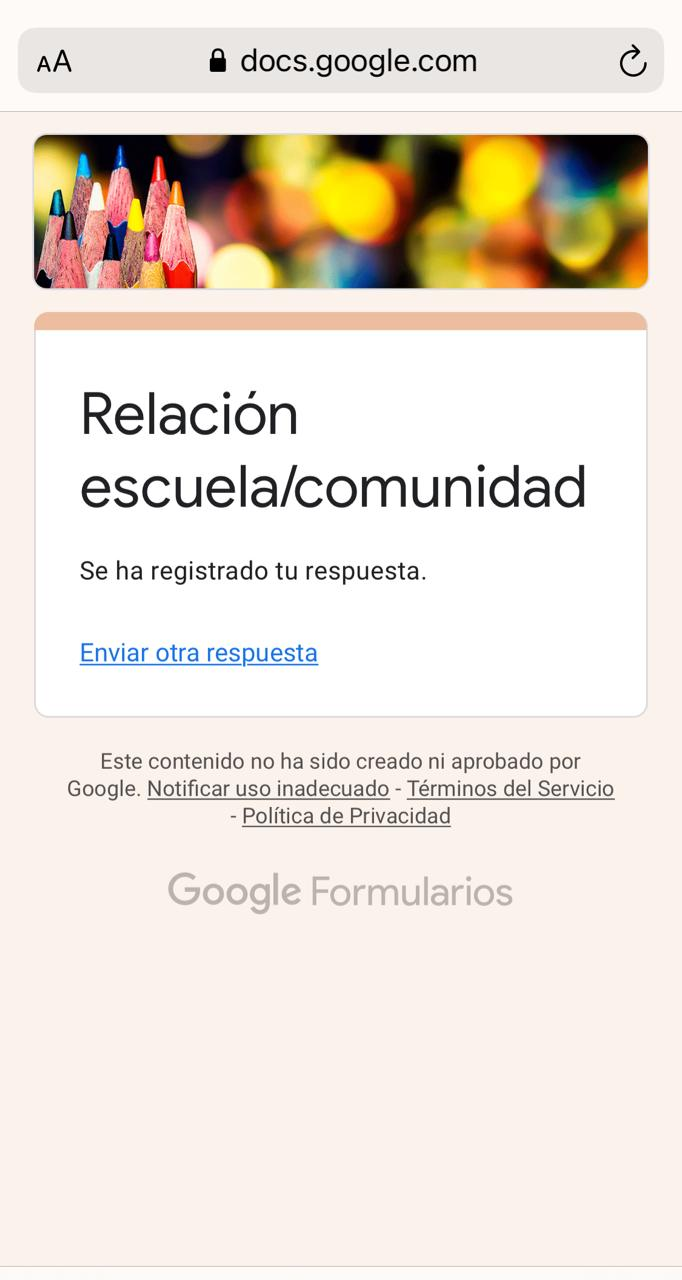 AA docs.google.com
Relación
escuela/comunidad
Se ha registrado tu respuesta.
Enviar otra respuesta
Este contenido no ha sido creado ni aprobado por
Google. Notificar uso inadecuado - Términos del Servicio
- Política de Privacidad
Google Formularios